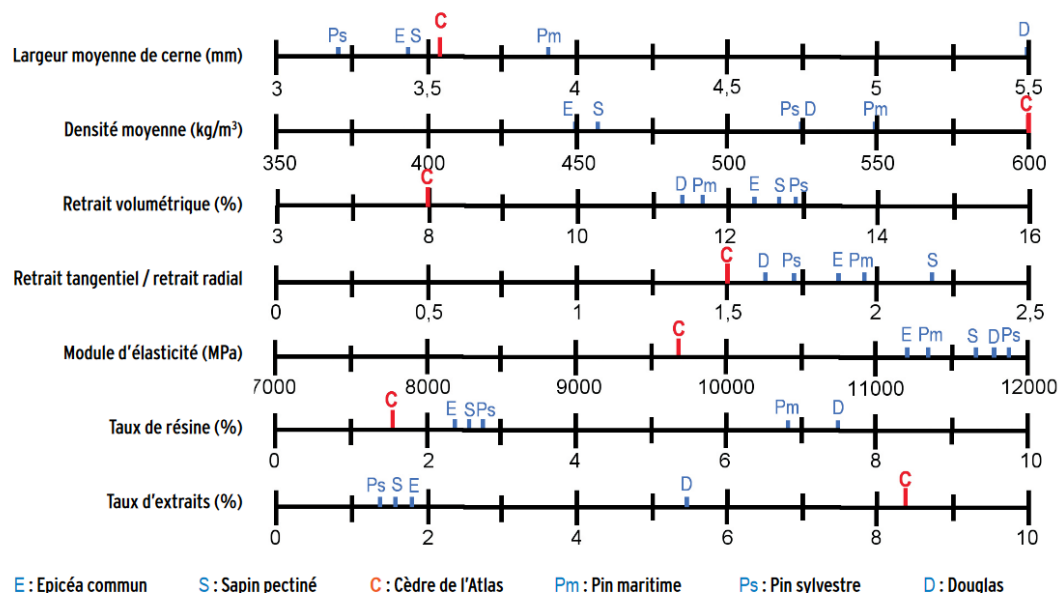 Ps E S C Pm D
Largeur moyenne de cerne (mm)
3 3,5 4 4,5 5 5,5
E S Ps D Pm C
Densité moyenne (kg/m³)
350 400 450 500 550 600
C D Pm E S Ps
Retrait volumétrique (%)
3 8 10 12 14 16
C D Ps E Pm S
Retrait tangentiel / retrait radial
0 0,5 1 1,5 2 2,5
C E Pm S D Ps
Module d'élasticité (MPa)
7000 8000 9000 10000 11000 12000
C E S Ps Pm D
Taux de résine (%)
0 2 4 6 8 10
Ps S E D C
Taux d'extraits (%)
0 2 4 6 8 10
E : Epicéa commun S : Sapin pectiné C : Cèdre de l'Atlas Pm : Pin maritime Ps : Pin sylvestre D : Douglas